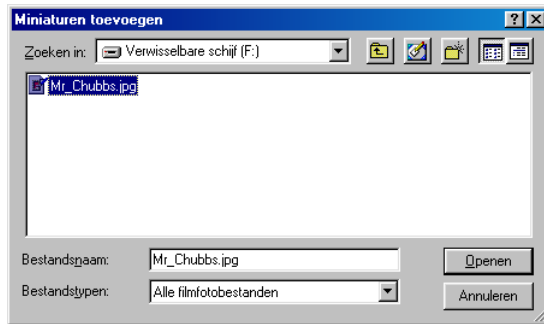 Miniaturen toevoegen
Zoeken in: Verwisselbare schijf (F:)
Mr_Chubbs.jpg
Bestandsnaam: Mr_Chubbs.jpg Openen
Bestandstypen: Alle filmfotobestanden Annuleren